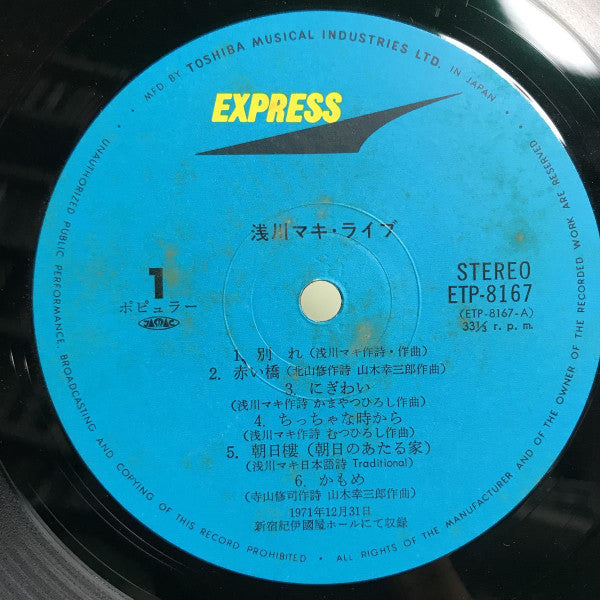 MFD BY TOSHIBA MUSICAL INDUSTRIES LTD. IN JAPAN •
EXPRESS
浅川マキ・ライブ
1
ポピュラー
STEREO
ETP-8167
(ETP-8167-A)
33⅓ r. p. m.
1. 別 れ (浅川マキ作詩・作曲)
2. 赤い橋 (北山修作詩 山木幸三郎作曲)
3. にぎわい
(浅川マキ作詩 かまやつひろし作曲)
4. ちっちゃな時から
(浅川マキ作詩 むつひろし作曲)
5. 朝日樓 (朝日のあたる家)
(浅川マキ日本語詩 Traditional)
6. かもめ
(寺山修司作詩 山木幸三郎作曲)
1971年12月31日
新宿紀伊國屋ホールにて収録
UNAUTHORIZED PUBLIC PERFORMANCE, BROADCASTING AND COPYING OF THIS RECORD PROHIBITED • ALL RIGHTS OF THE MANUFACTURER AND OF THE OWNER OF THE RECORDED WORK ARE RESERVED